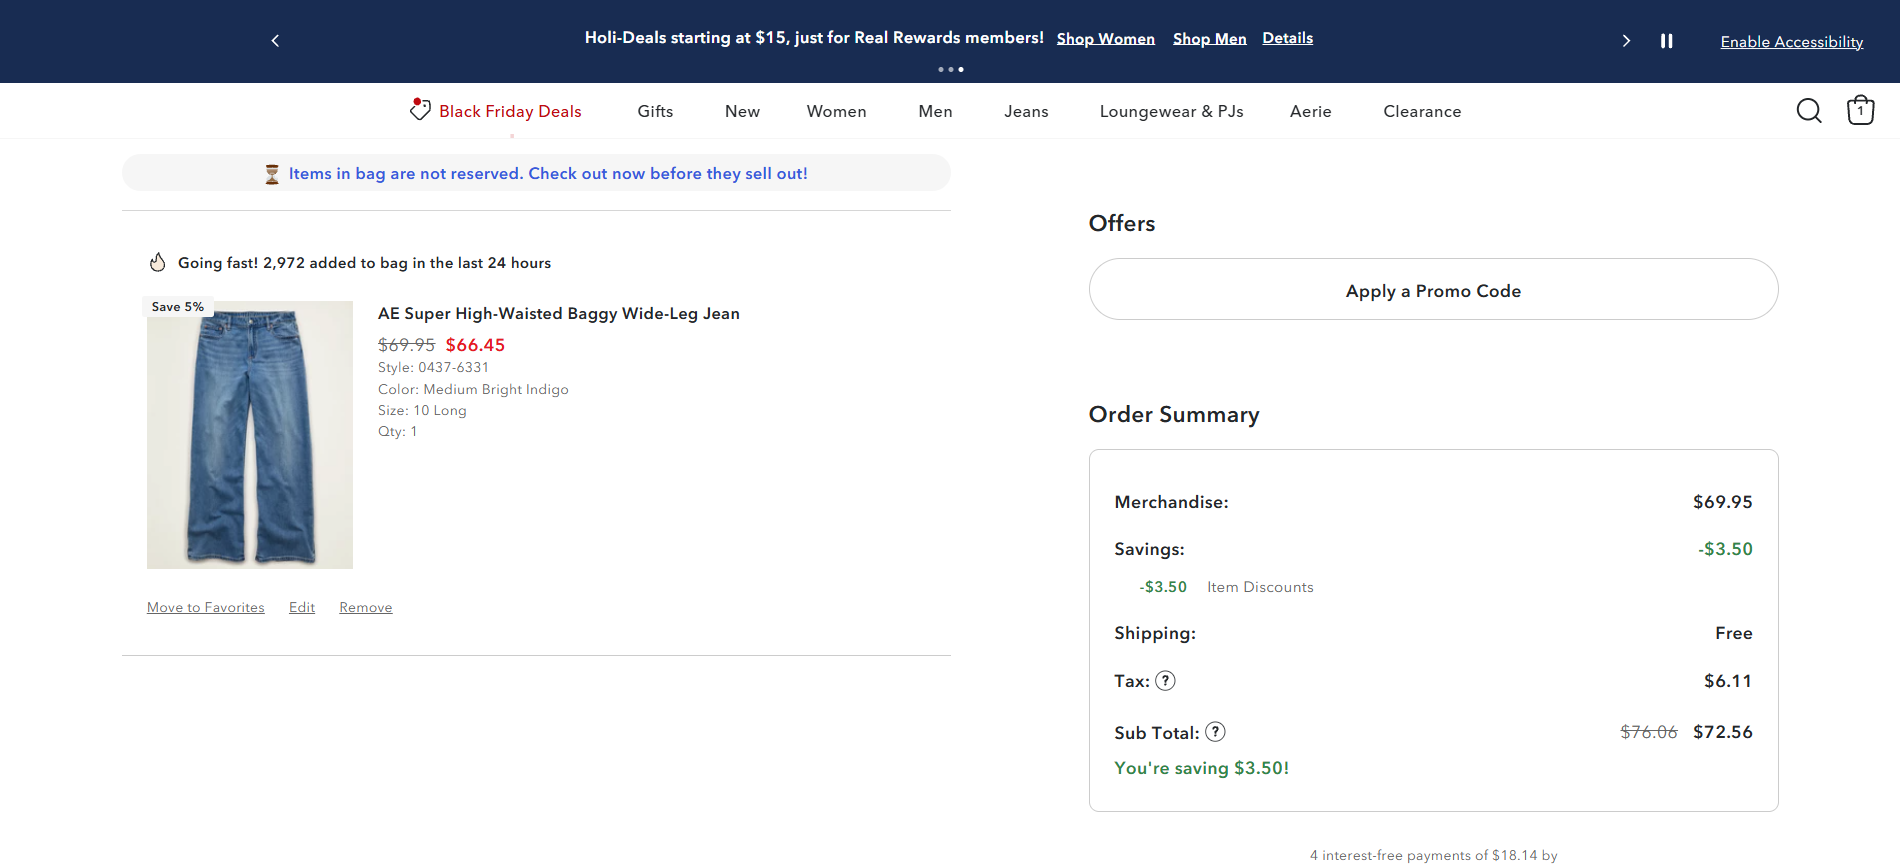 Holi-Deals starting at $15, just for Real Rewards members! Shop Women Shop Men Details
Enable Accessibility
Black Friday Deals Gifts New Women Men Jeans Loungewear & PJs Aerie Clearance
1
Items in bag are not reserved. Check out now before they sell out!
Going fast! 2,972 added to bag in the last 24 hours
Save 5%
AE Super High-Waisted Baggy Wide-Leg Jean
$69.95 $66.45
Style: 0437-6331
Color: Medium Bright Indigo
Size: 10 Long
Qty: 1
Move to Favorites Edit Remove
Offers
Apply a Promo Code
Order Summary
Merchandise: $69.95
Savings: -$3.50
-$3.50 Item Discounts
Shipping: Free
Tax: ? $6.11
Sub Total: ? $76.06 $72.56
You're saving $3.50!
4 interest-free payments of $18.14 by